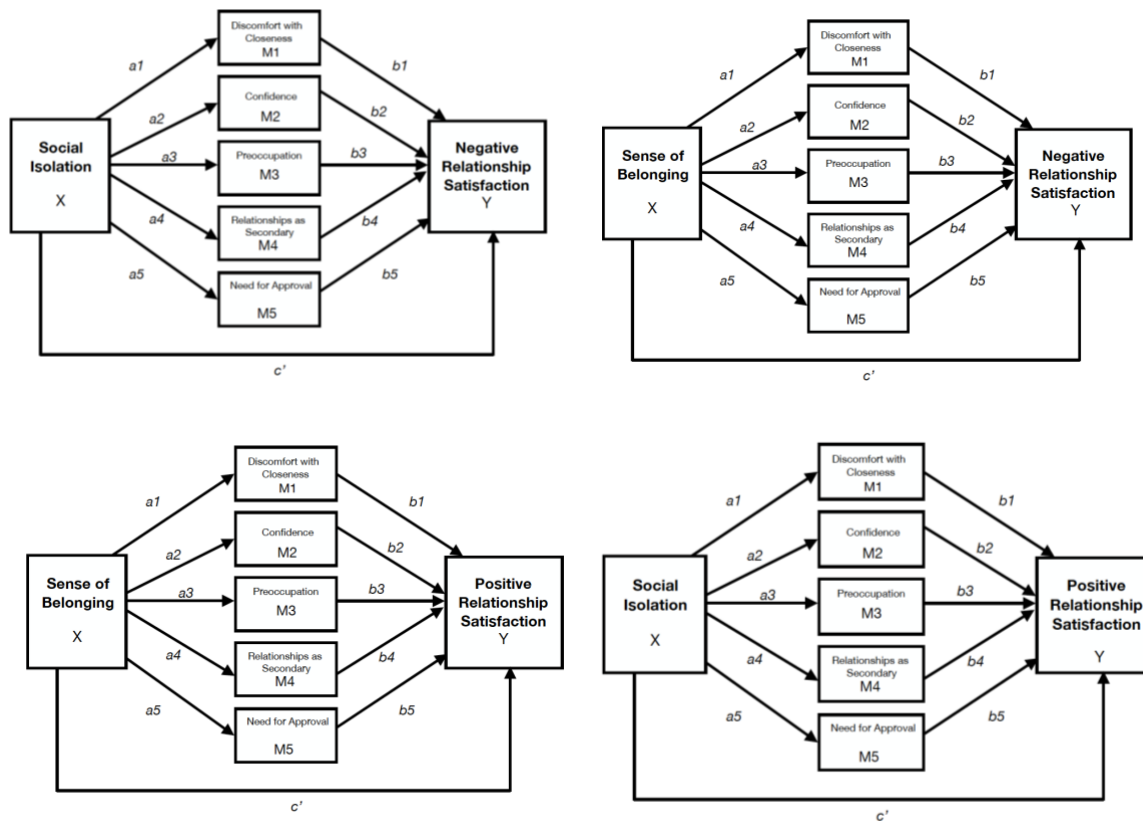 Discomfort with
Closeness
M1
a1
b1
Confidence
M2
a2
b2
Social
Isolation
X
a3
Preoccupation
M3
b3
Negative
Relationship
Satisfaction
Y
a4
Relationships as
Secondary
M4
b4
a5
Need for Approval
M5
b5
c'
Discomfort with
Closeness
M1
a1
b1
Confidence
M2
a2
b2
Sense of
Belonging
X
a3
Preoccupation
M3
b3
Negative
Relationship
Satisfaction
Y
a4
Relationships as
Secondary
M4
b4
a5
Need for Approval
M5
b5
c'
Discomfort with
Closeness
M1
a1
b1
Confidence
M2
a2
b2
Sense of
Belonging
X
a3
Preoccupation
M3
b3
Positive
Relationship
Satisfaction
Y
a4
Relationships as
Secondary
M4
b4
a5
Need for Approval
M5
b5
c'
Discomfort with
Closeness
M1
a1
b1
Confidence
M2
a2
b2
Social
Isolation
X
a3
Preoccupation
M3
b3
Positive
Relationship
Satisfaction
Y
a4
Relationships as
Secondary
M4
b4
a5
Need for Approval
M5
b5
c'